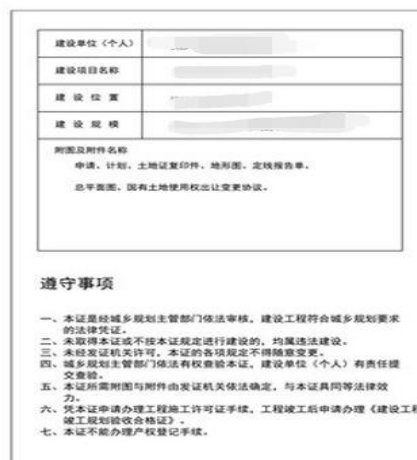 建设单位（个人）
建设项目名称
建 设 位 置
建 设 规 模
附图及附件名称
申请、计划、土地证复印件、地形图、定线报告单。
总平面图、国有土地使用权出让变更协议。
遵守事项
一、本证是经城乡规划主管部门依法审核，建设工程符合城乡规划要求
的法律凭证。
二、未取得本证或不按本证规定进行建设的，均属违法建设。
三、未经发证机关许可，本证的各项规定不得随意变更。
四、城乡规划主管部门依法有权查验本证，建设单位（个人）有责任提
交查验。
五、本证所需附图与附件由发证机关依法确定，与本证具同等法律效
力。
六、凭本证申请办理工程施工许可证手续，工程竣工后申请办理《建设工程
竣工规划验收合格证》。
七、本证不能办理产权登记手续。